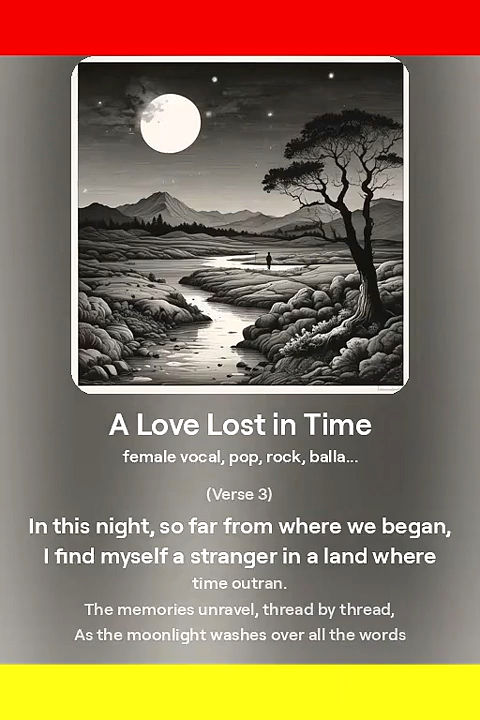 A Love Lost in Time
female vocal, pop, rock, balla...
(Verse 3)
In this night, so far from where we began,
I find myself a stranger in a land where
time outran.
The memories unravel, thread by thread,
As the moonlight washes over all the words